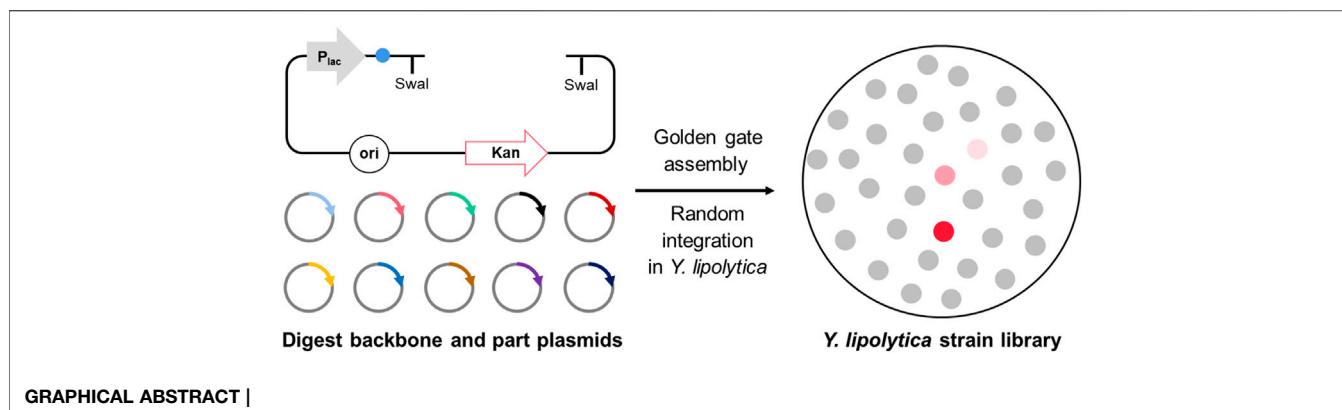 Plac
SwaI
SwaI
ori
Kan
Golden gate
assembly
Random
integration
in Y. lipolytica
Digest backbone and part plasmids
Y. lipolytica strain library
GRAPHICAL ABSTRACT |